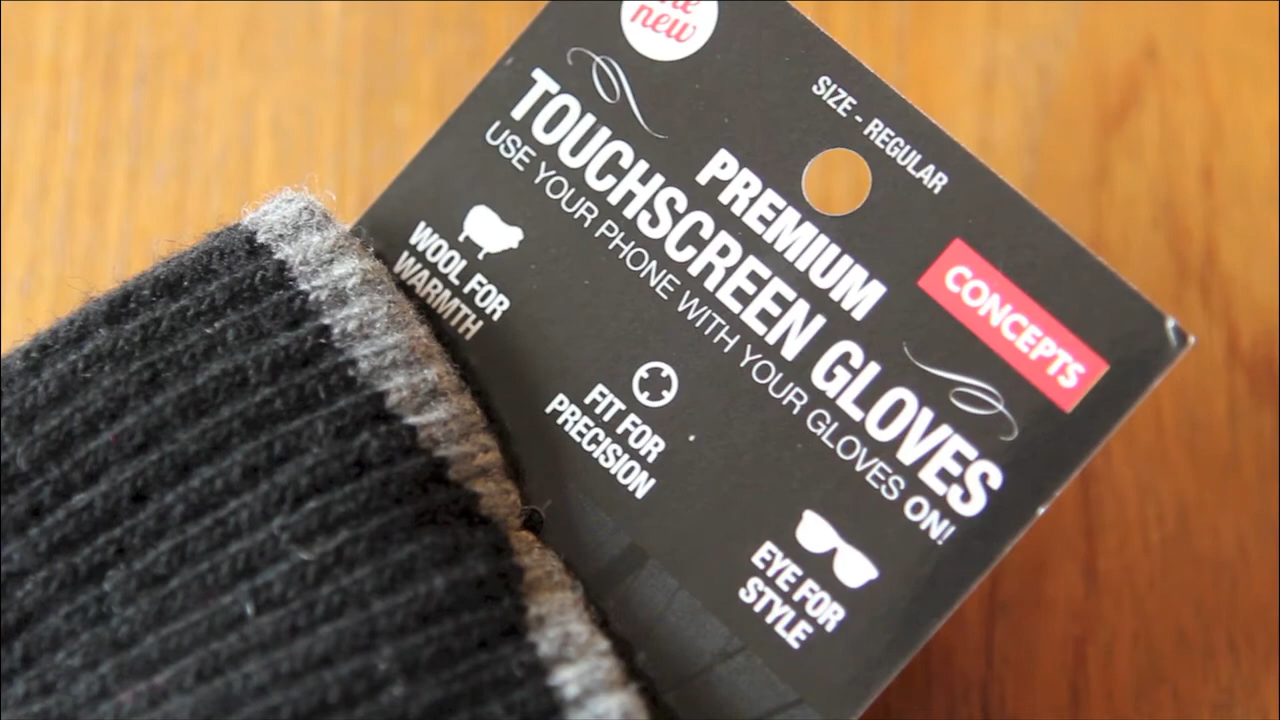 new
SIZE - REGULAR
PREMIUM
TOUCHSCREEN GLOVES
USE YOUR PHONE WITH YOUR GLOVES ON!
CONCEPTS
WOOL FOR
WARMTH
FIT FOR
PRECISION
EYE FOR
STYLE